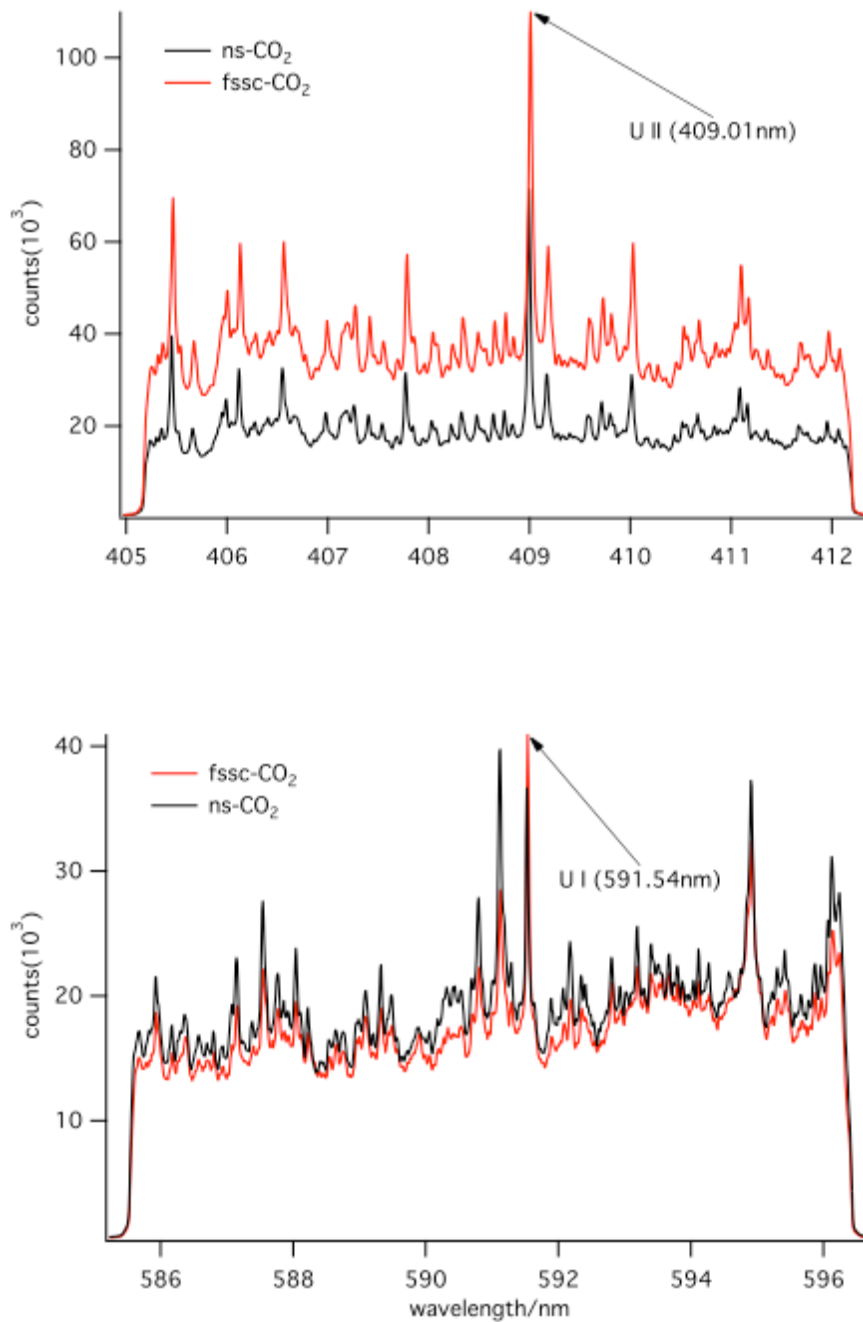 100
80
60
40
20
counts(10³)
ns-CO₂
fssc-CO₂
U II (409.01nm)
405 406 407 408 409 410 411 412
40
30
20
10
counts(10³)
fssc-CO₂
ns-CO₂
U I (591.54nm)
586 588 590 592 594 596
wavelength/nm